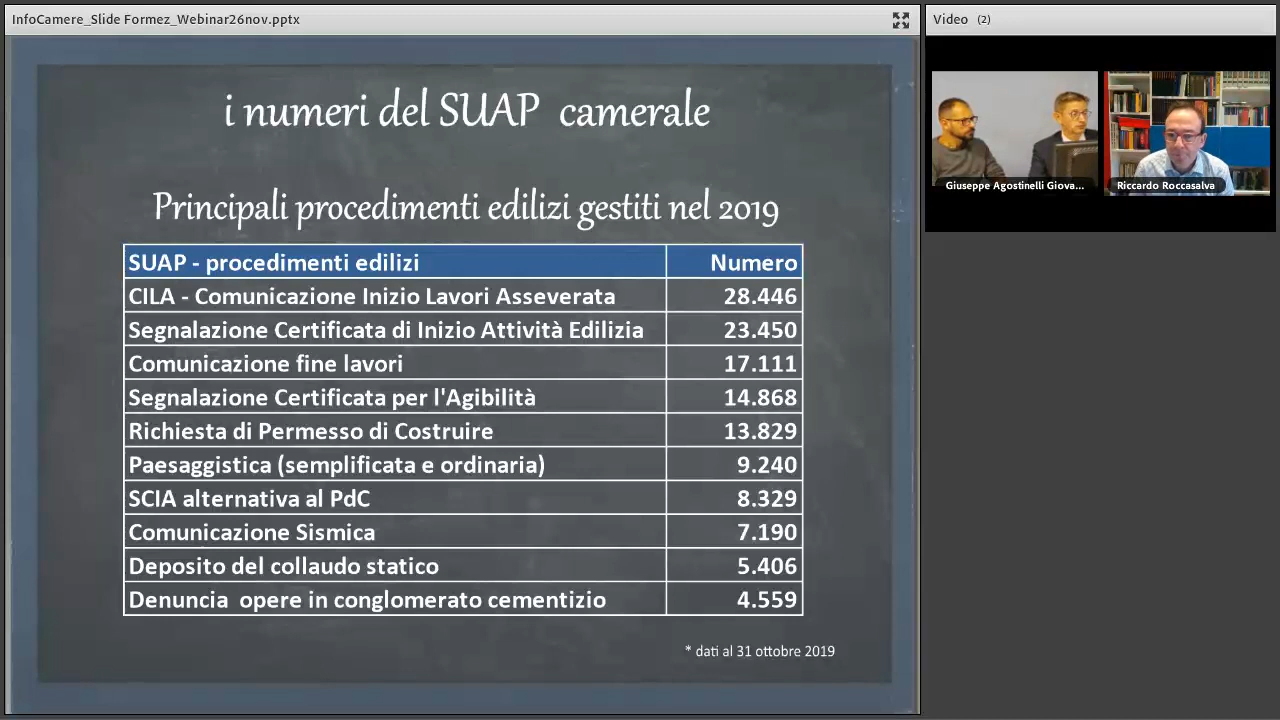 InfoCamere_Slide Formez_Webinar26nov.pptx
Video (2)
i numeri del SUAP camerale
Principali procedimenti edilizi gestiti nel 2019
SUAP - procedimenti edilizi Numero
CILA - Comunicazione Inizio Lavori Asseverata 28.446
Segnalazione Certificata di Inizio Attività Edilizia 23.450
Comunicazione fine lavori 17.111
Segnalazione Certificata per l'Agibilità 14.868
Richiesta di Permesso di Costruire 13.829
Paesaggistica (semplificata e ordinaria) 9.240
SCIA alternativa al PdC 8.329
Comunicazione Sismica 7.190
Deposito del collaudo statico 5.406
Denuncia opere in conglomerato cementizio 4.559
* dati al 31 ottobre 2019
Giuseppe Agostinelli Giova...
Riccardo Roccasalva